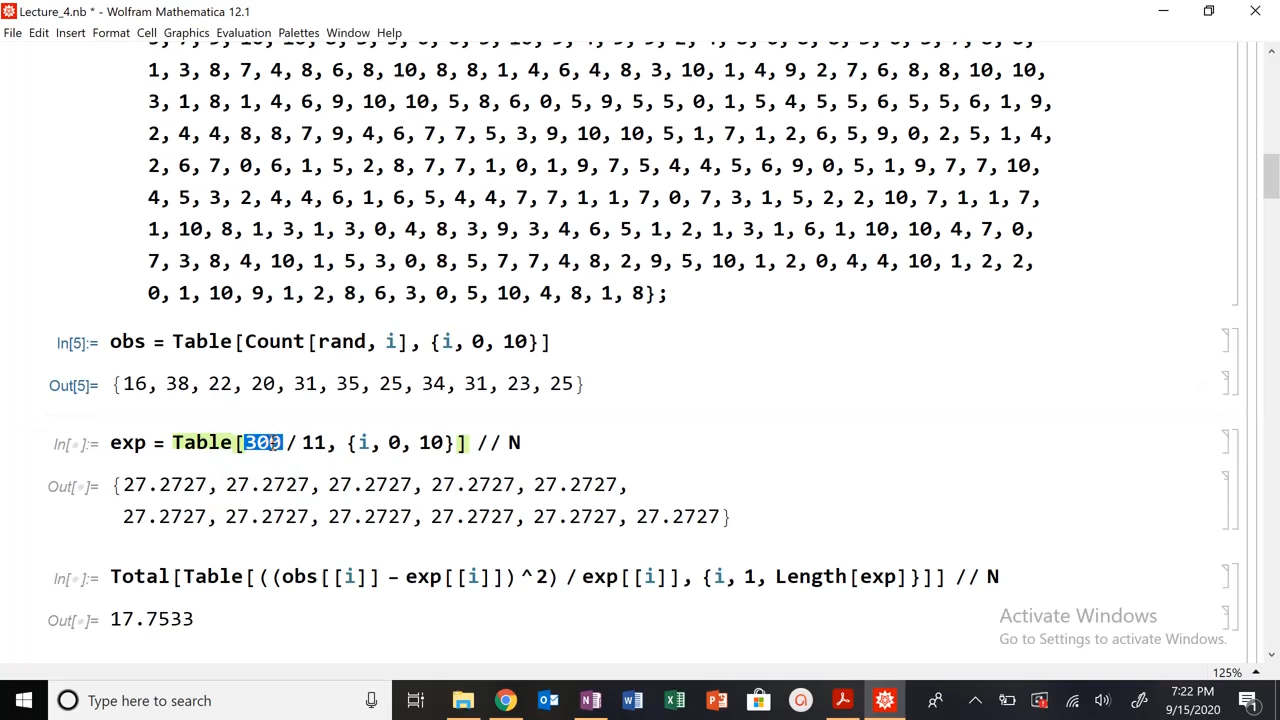 Lecture_4.nb * - Wolfram Mathematica 12.1
File Edit Insert Format Cell Graphics Evaluation Palettes Window Help
1, 3, 8, 7, 4, 8, 6, 8, 10, 8, 8, 1, 4, 6, 4, 8, 3, 10, 1, 4, 9, 2, 7, 6, 8, 8, 10, 10,
3, 1, 8, 1, 4, 6, 9, 10, 10, 5, 8, 6, 0, 5, 9, 5, 5, 0, 1, 5, 4, 5, 5, 6, 5, 5, 6, 1, 9,
2, 4, 4, 8, 8, 7, 9, 4, 6, 7, 7, 5, 3, 9, 10, 10, 5, 1, 7, 1, 2, 6, 5, 9, 0, 2, 5, 1, 4,
2, 6, 7, 0, 6, 1, 5, 2, 8, 7, 7, 1, 0, 1, 9, 7, 5, 4, 4, 5, 6, 9, 0, 5, 1, 9, 7, 7, 10,
4, 5, 3, 2, 4, 4, 6, 1, 6, 5, 4, 4, 7, 7, 1, 1, 7, 0, 7, 3, 1, 5, 2, 2, 10, 7, 1, 1, 7,
1, 10, 8, 1, 3, 1, 3, 0, 4, 8, 3, 9, 3, 4, 6, 5, 1, 2, 1, 3, 1, 6, 1, 10, 10, 4, 7, 0,
7, 3, 8, 4, 10, 1, 5, 3, 0, 8, 5, 7, 7, 4, 8, 2, 9, 5, 10, 1, 2, 0, 4, 4, 10, 1, 2, 2,
0, 1, 10, 9, 1, 2, 8, 6, 3, 0, 5, 10, 4, 8, 1, 8};
In[5]:= obs = Table[Count[rand, i], {i, 0, 10}]
Out[5]= {16, 38, 22, 20, 31, 35, 25, 34, 31, 23, 25}
In[•]:= exp = Table[300/11, {i, 0, 10}] // N
Out[•]= {27.2727, 27.2727, 27.2727, 27.2727, 27.2727,
27.2727, 27.2727, 27.2727, 27.2727, 27.2727, 27.2727}
In[•]:= Total[Table[((obs[[i]] - exp[[i]])^2)/exp[[i]], {i, 1, Length[exp]}]] // N
Out[•]= 17.7533
Activate Windows
Go to Settings to activate Windows.
125%
Type here to search
7:22 PM
9/15/2020
1